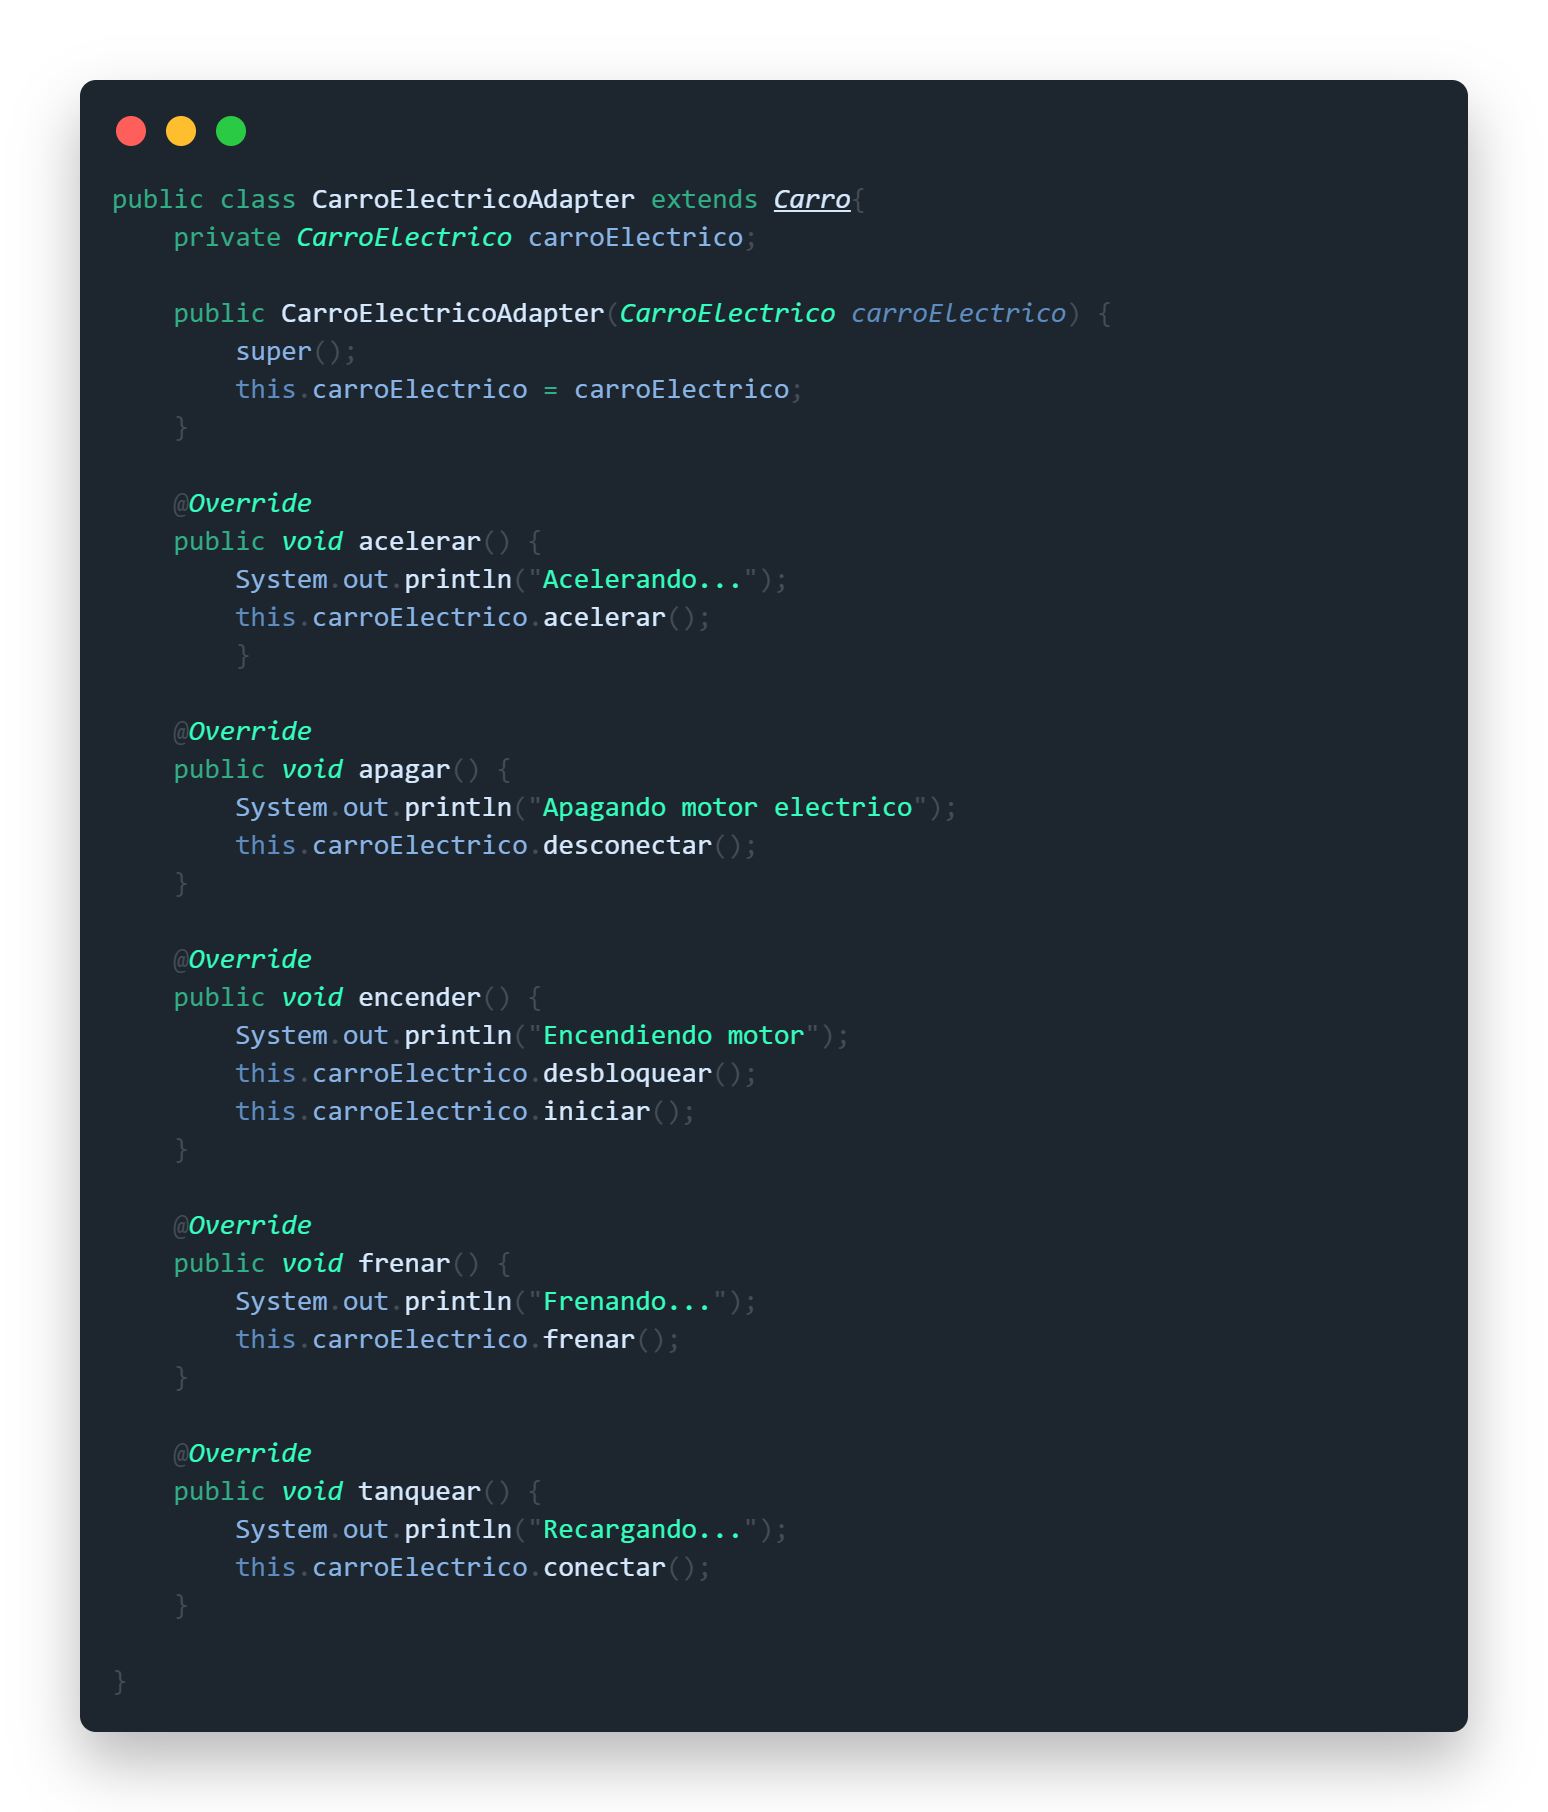 public class CarroElectricoAdapter extends Carro{
    private CarroElectrico carroElectrico;

    public CarroElectricoAdapter(CarroElectrico carroElectrico) {
        super();
        this.carroElectrico = carroElectrico;
    }

    @Override
    public void acelerar() {
        System.out.println("Acelerando...");
        this.carroElectrico.acelerar();
        }

    @Override
    public void apagar() {
        System.out.println("Apagando motor electrico");
        this.carroElectrico.desconectar();
    }

    @Override
    public void encender() {
        System.out.println("Encendiendo motor");
        this.carroElectrico.desbloquear();
        this.carroElectrico.iniciar();
    }

    @Override
    public void frenar() {
        System.out.println("Frenando...");
        this.carroElectrico.frenar();
    }

    @Override
    public void tanquear() {
        System.out.println("Recargando...");
        this.carroElectrico.conectar();
    }

}